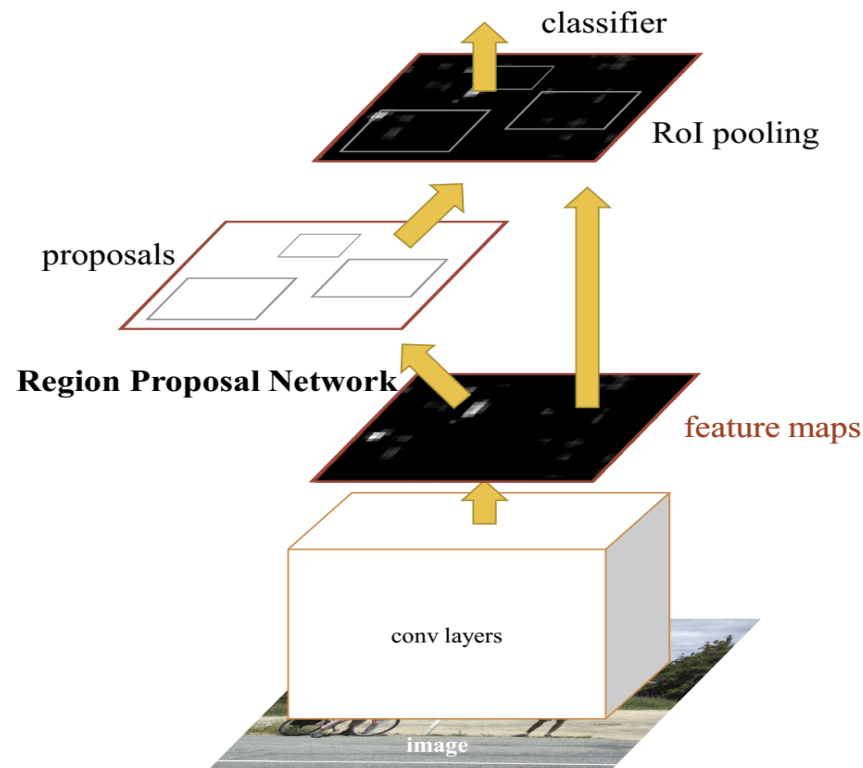 classifier
RoI pooling
proposals
Region Proposal Network
feature maps
conv layers
image